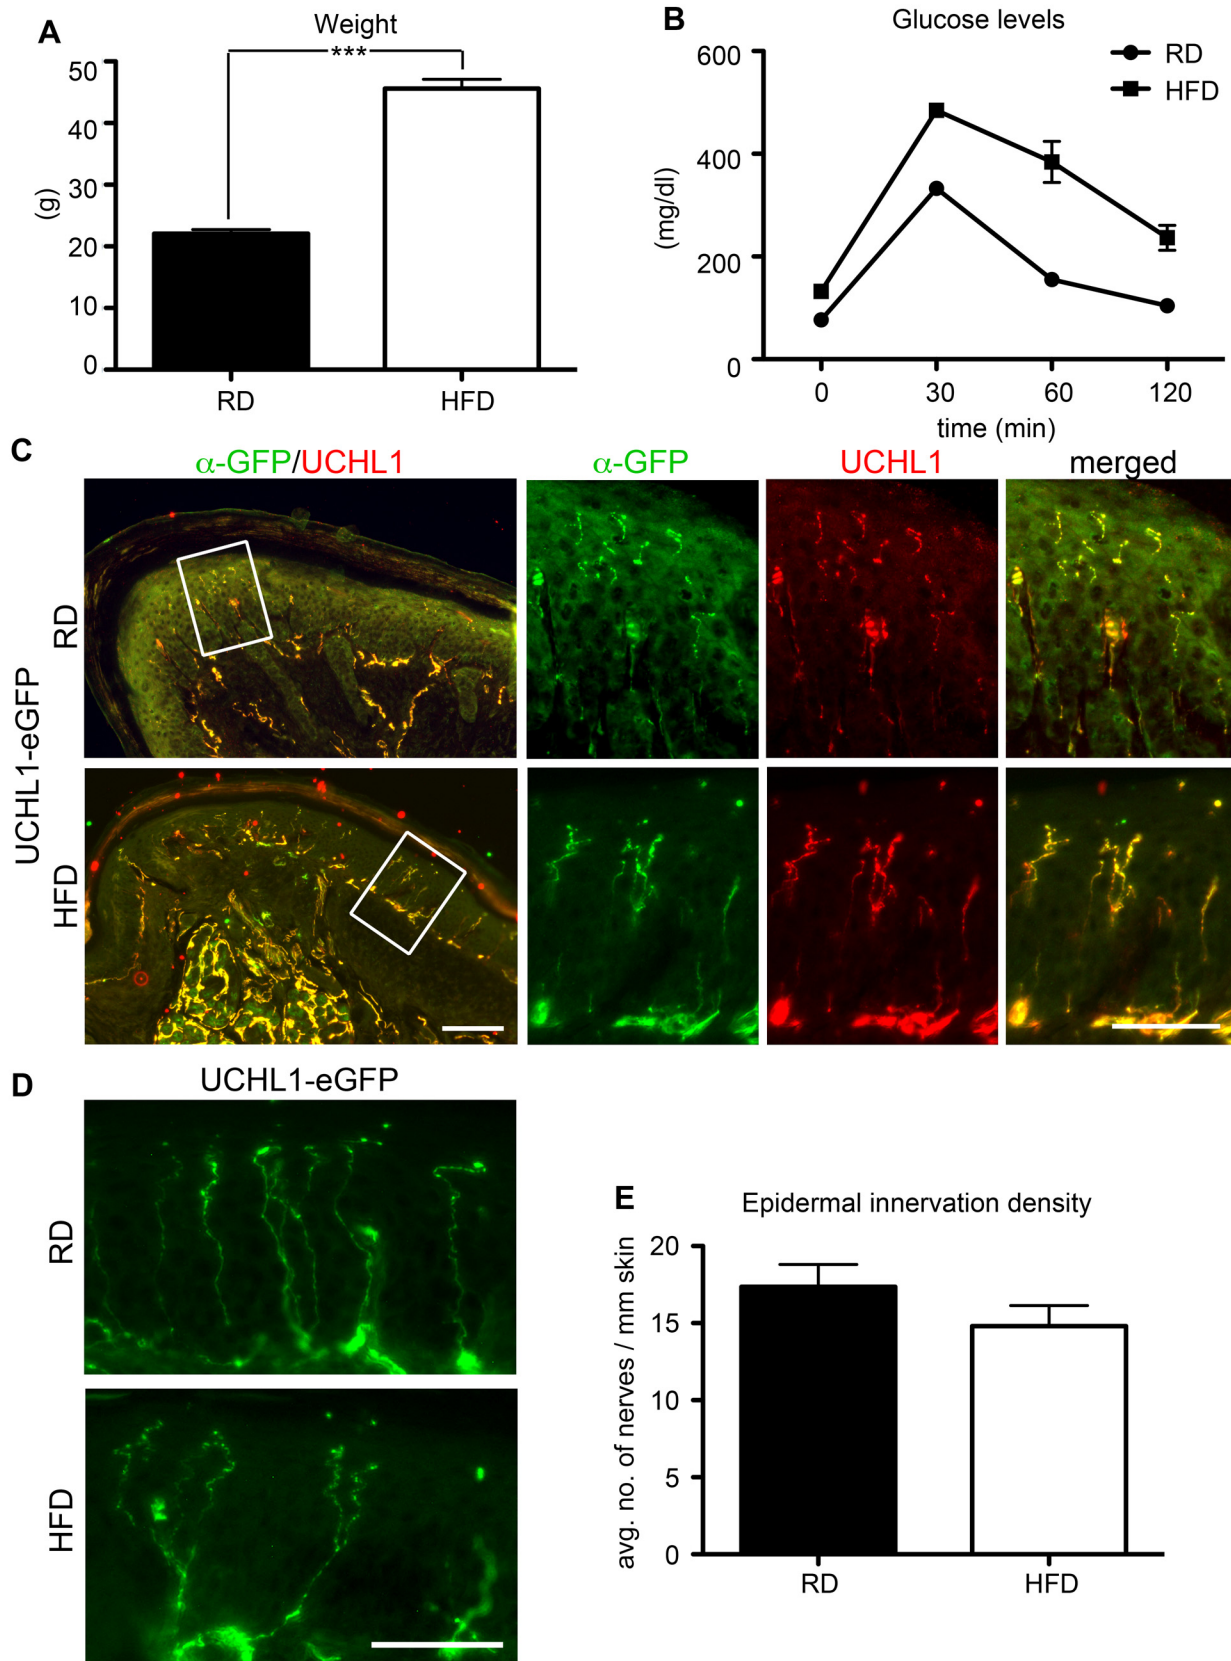 A
Weight
***
50
40
30
20
10
0
(g)
RD
HFD
B
Glucose levels
RD
HFD
600
400
200
0
(mg/dl)
0 30 60 120
time (min)
C
α-GFP/UCHL1
α-GFP
UCHL1
merged
UCHL1-eGFP
RD
HFD
D
UCHL1-eGFP
RD
HFD
E
Epidermal innervation density
avg. no. of nerves / mm skin
20
15
10
5
0
RD
HFD